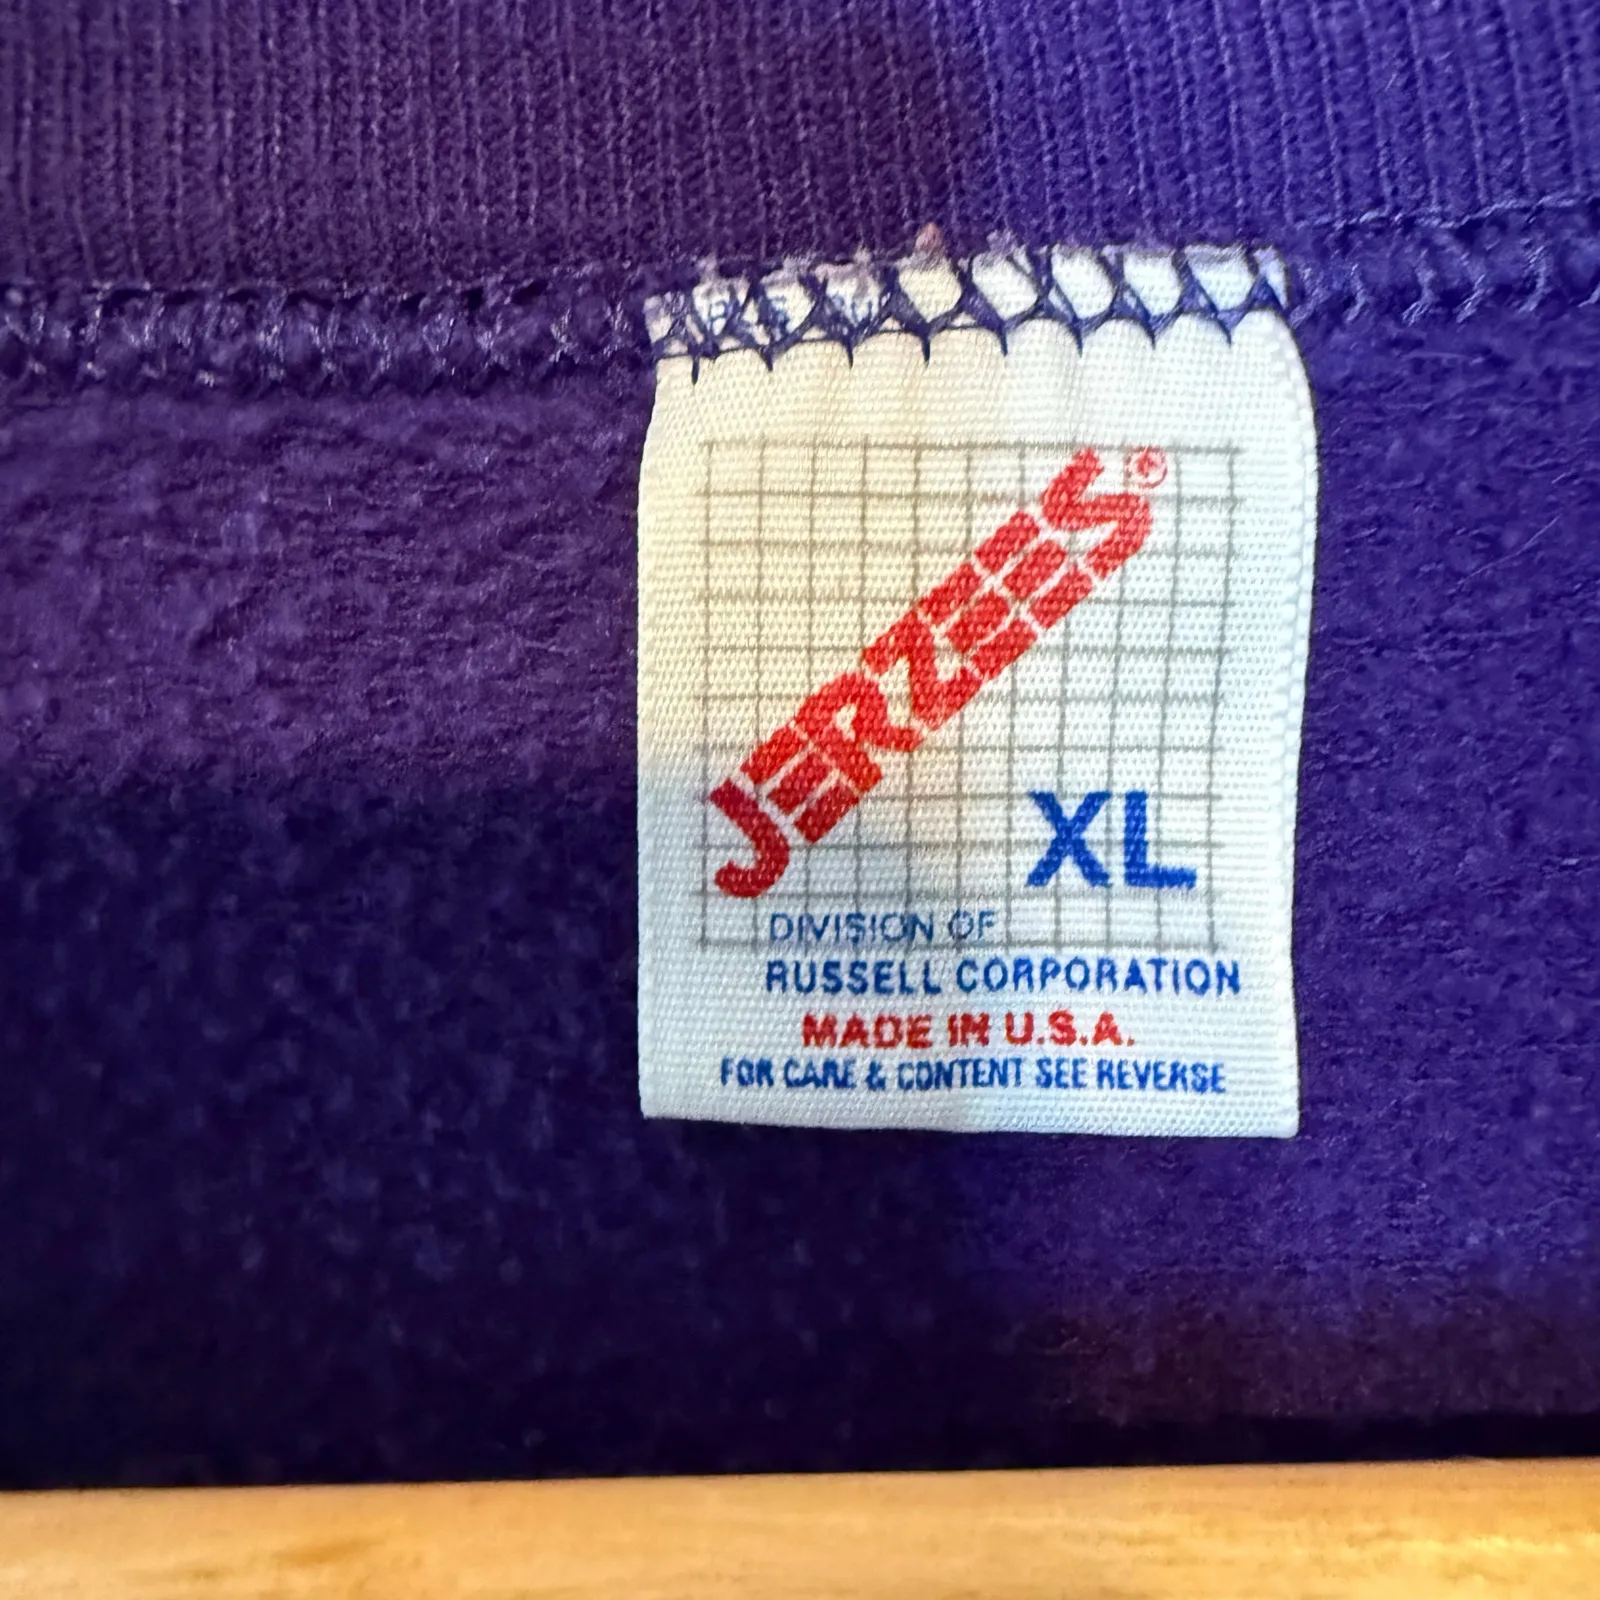 JERZEES®
XL
DIVISION OF
RUSSELL CORPORATION
MADE IN U.S.A.
FOR CARE & CONTENT SEE REVERSE